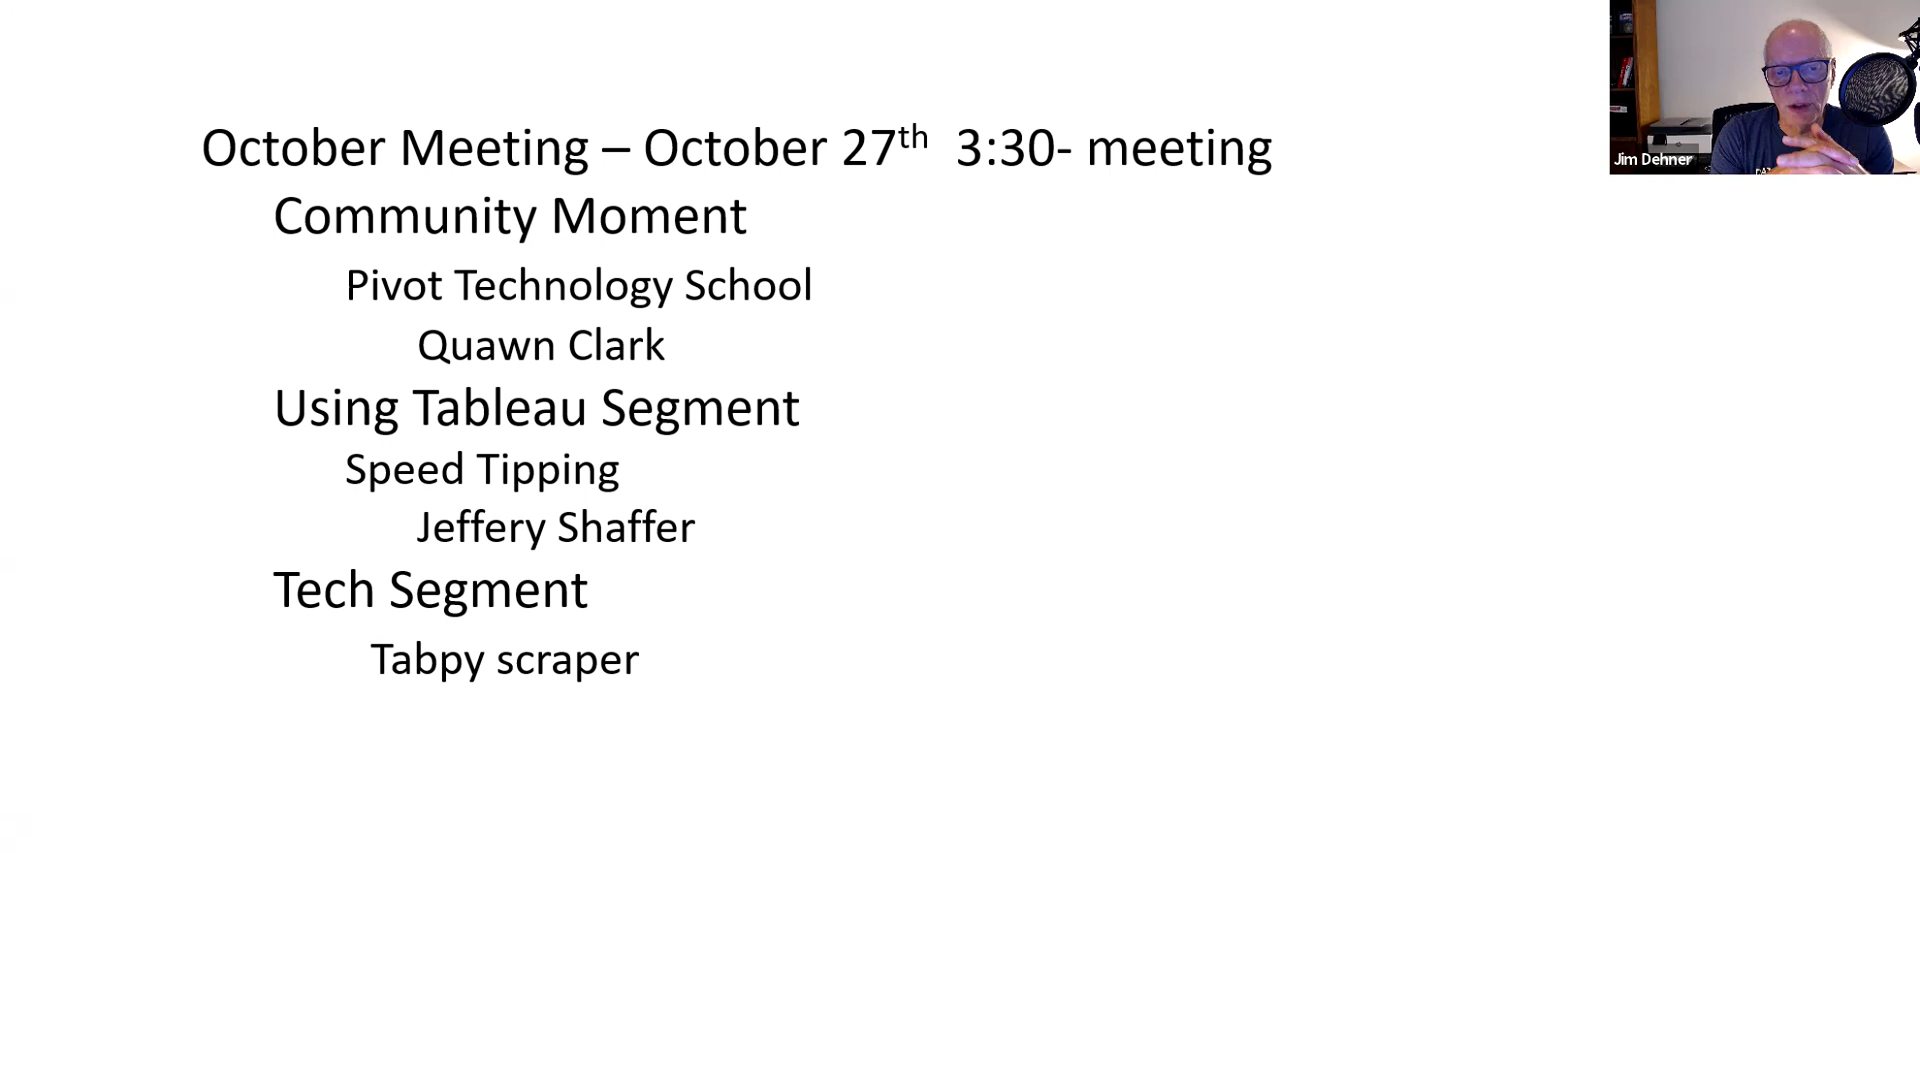 October Meeting – October 27th 3:30- meeting
Community Moment
Pivot Technology School
Quawn Clark
Using Tableau Segment
Speed Tipping
Jeffery Shaffer
Tech Segment
Tabpy scraper
Jim Dehner